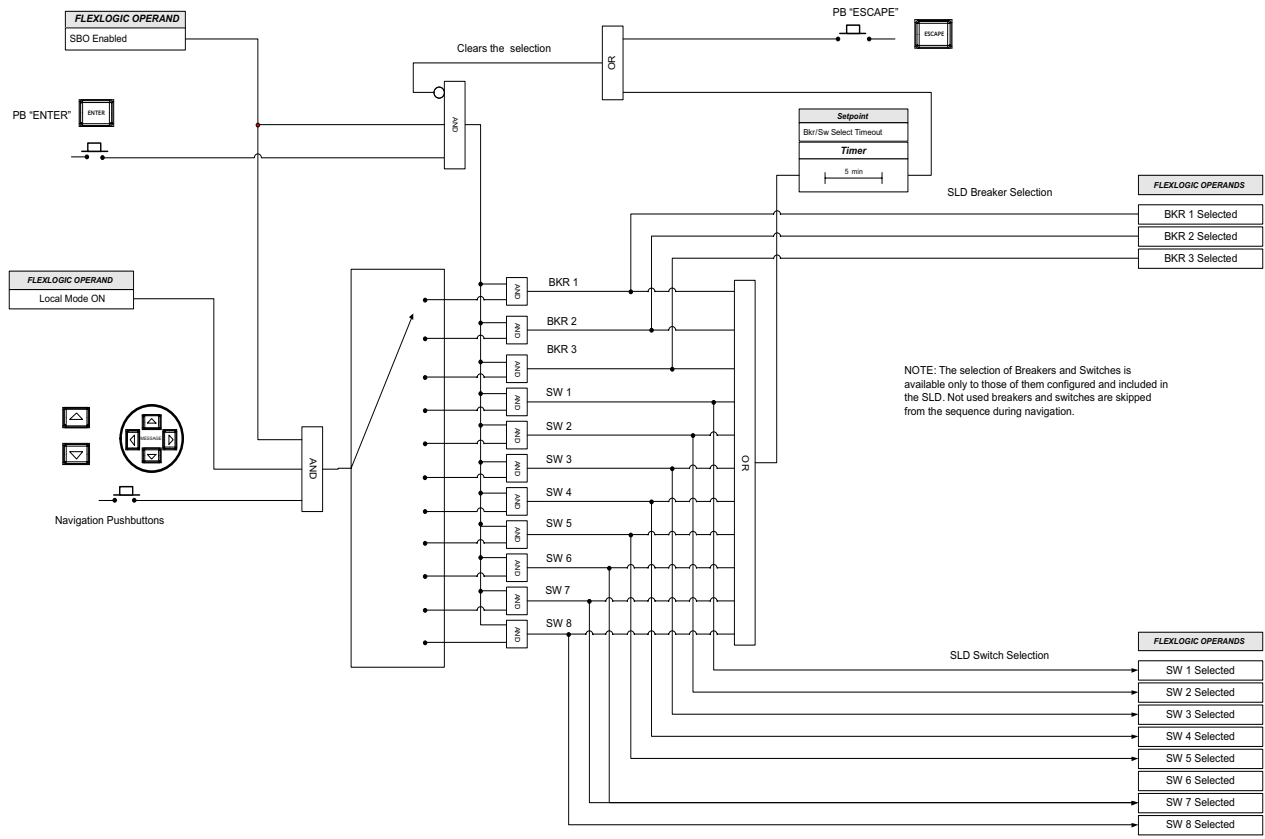 FLEXLOGIC OPERAND
SBO Enabled
PB "ENTER"
ENTER
Clears the selection
AND
OR
PB "ESCAPE"
ESCAPE
Setpoint
Bkr/Sw Select Timeout
Timer
5 min
SLD Breaker Selection
FLEXLOGIC OPERANDS
BKR 1 Selected
BKR 2 Selected
BKR 3 Selected
FLEXLOGIC OPERAND
Local Mode ON
MESSAGE
Navigation Pushbuttons
AND
AND
BKR 1
AND
BKR 2
AND
BKR 3
AND
SW 1
AND
SW 2
AND
SW 3
AND
SW 4
AND
SW 5
AND
SW 6
AND
SW 7
AND
SW 8
OR
NOTE: The selection of Breakers and Switches is
available only to those of them configured and included in
the SLD. Not used breakers and switches are skipped
from the sequence during navigation.
SLD Switch Selection
FLEXLOGIC OPERANDS
SW 1 Selected
SW 2 Selected
SW 3 Selected
SW 4 Selected
SW 5 Selected
SW 6 Selected
SW 7 Selected
SW 8 Selected